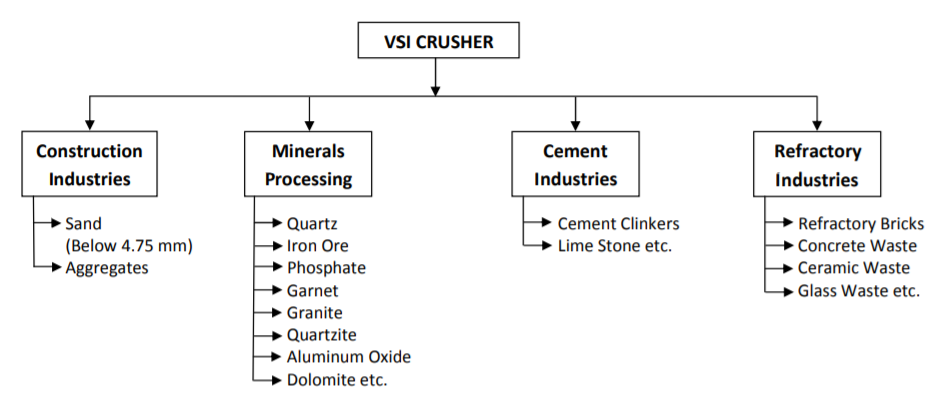 VSI CRUSHER
Construction
Industries
Sand
(Below 4.75 mm)
Aggregates
Minerals
Processing
Quartz
Iron Ore
Phosphate
Garnet
Granite
Quartzite
Aluminum Oxide
Dolomite etc.
Cement
Industries
Cement Clinkers
Lime Stone etc.
Refractory
Industries
Refractory Bricks
Concrete Waste
Ceramic Waste
Glass Waste etc.